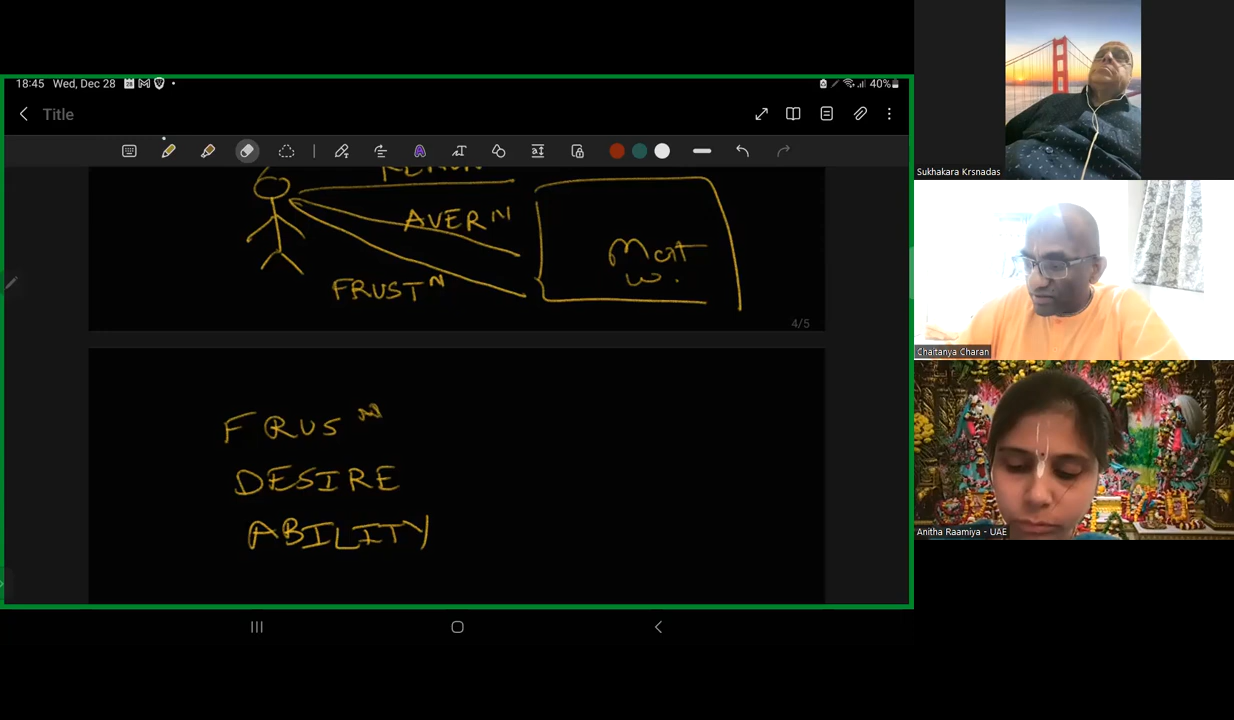 18:45 Wed, Dec 28
40%
Title
AVERᴺ
FRUSTᴺ
Mat
W.
4/5
FRUSᴺ
DESIRE
ABILITY
Sukhakara Krsnadas
Chaitanya Charan
Anitha Raamiya - UAE